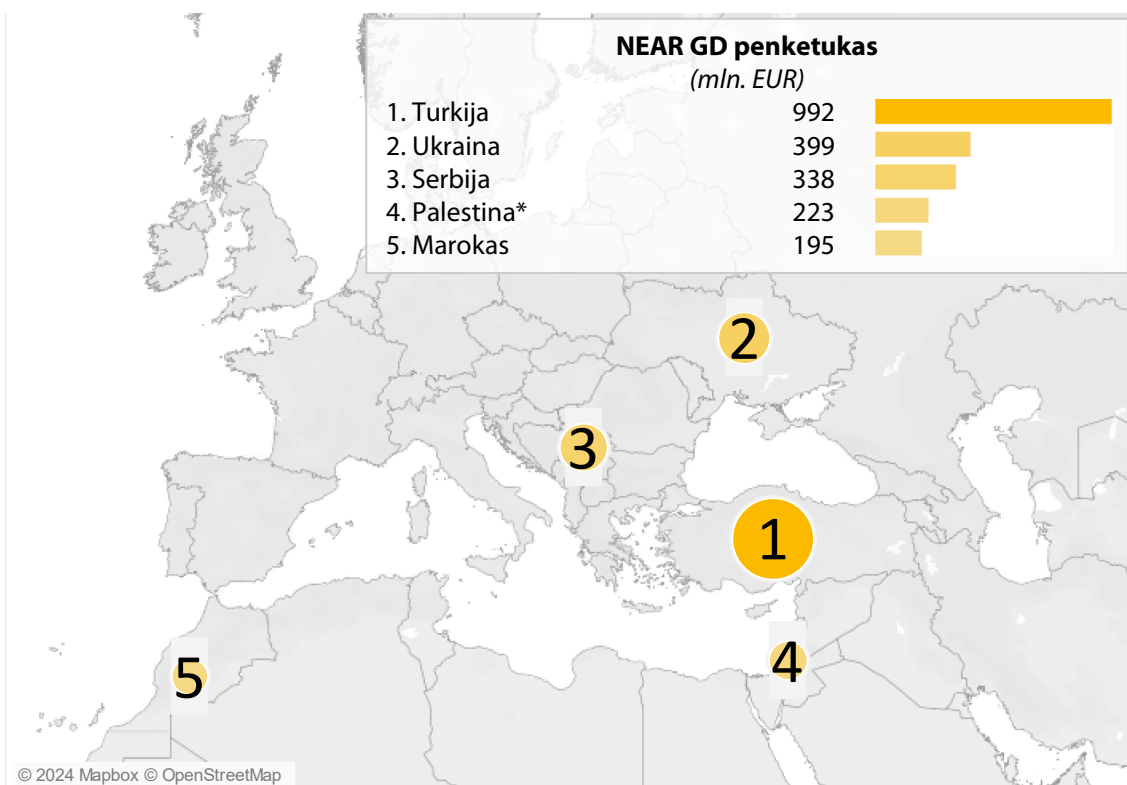 NEAR GD penketukas
(mln. EUR)
1. Turkija 992
2. Ukraina 399
3. Serbija 338
4. Palestina* 223
5. Marokas 195
2
3
1
4
5
© 2024 Mapbox © OpenStreetMap